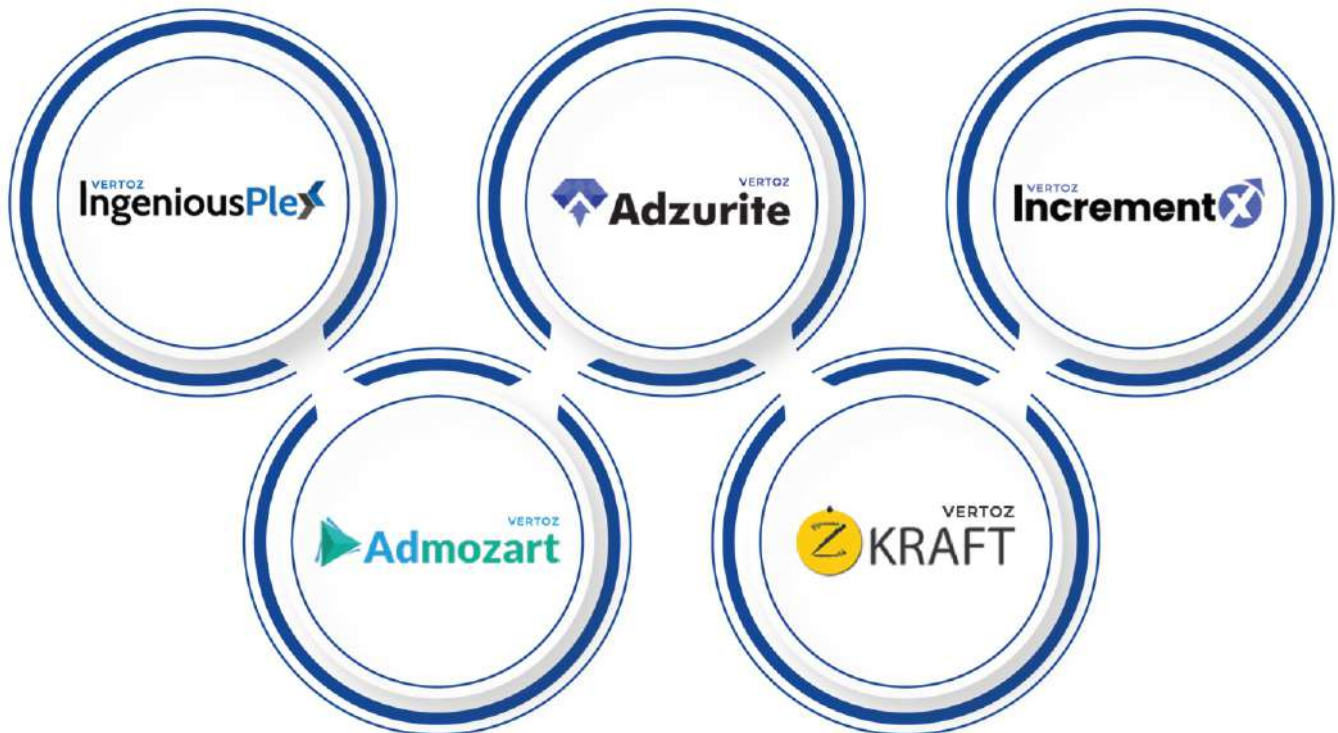 VERTOZ
IngeniousPlex
VERTOZ
Adzurite
VERTOZ
IncrementX
VERTOZ
Admozart
VERTOZ
Z KRAFT